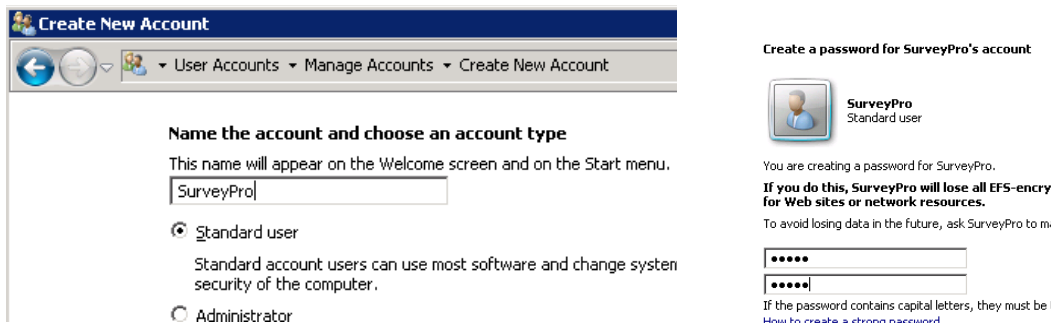 Create New Account
User Accounts Manage Accounts Create New Account
Name the account and choose an account type
This name will appear on the Welcome screen and on the Start menu.
SurveyPro
Standard user
Standard account users can use most software and change system
security of the computer.
Administrator
Create a password for SurveyPro's account
SurveyPro
Standard user
You are creating a password for SurveyPro.
If you do this, SurveyPro will lose all EFS-encry
for Web sites or network resources.
To avoid losing data in the future, ask SurveyPro to ma
•••••
•••••
If the password contains capital letters, they must be
How to create a strong password